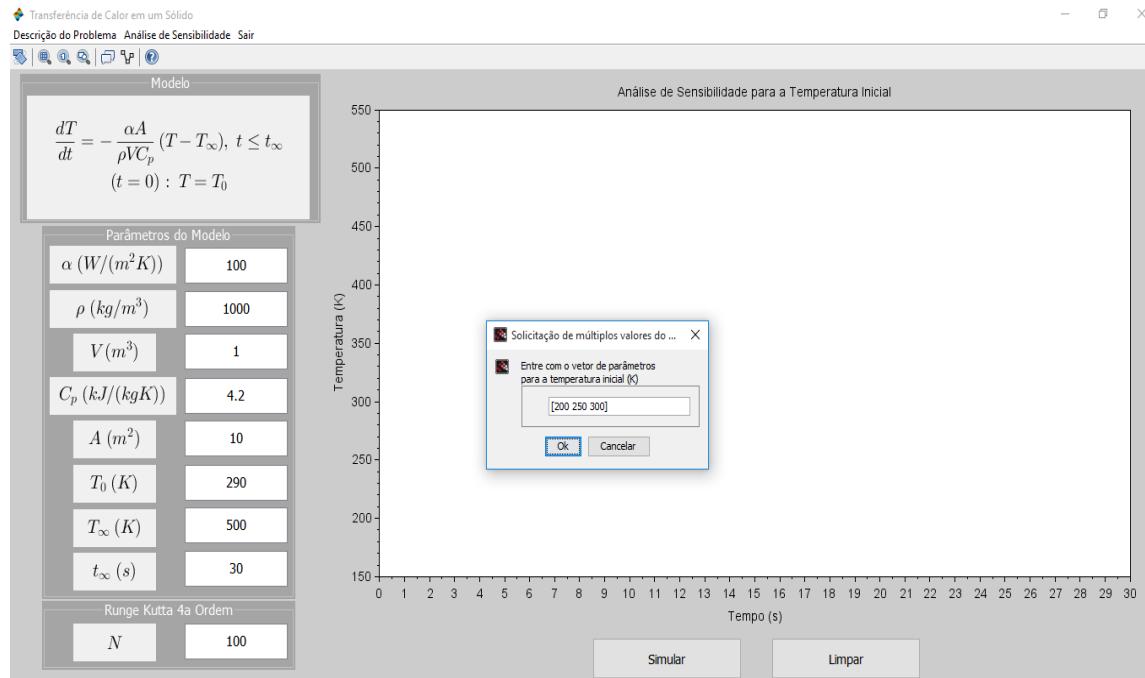 Transferência de Calor em um Sólido
Descrição do Problema Análise de Sensibilidade Sair
Modelo
dT/dt = − αA/ρVC_p (T − T_∞), t ≤ t_∞
(t = 0) : T = T_0
Parâmetros do Modelo
α (W/(m²K)) 100
ρ (kg/m³) 1000
V(m³) 1
C_p (kJ/(kgK)) 4.2
A (m²) 10
T_0 (K) 290
T_∞ (K) 500
t_∞ (s) 30
Runge Kutta 4a Ordem
N 100
Análise de Sensibilidade para a Temperatura Inicial
Temperatura (K)
550
500
450
400
350
300
250
200
150
0 1 2 3 4 5 6 7 8 9 10 11 12 13 14 15 16 17 18 19 20 21 22 23 24 25 26 27 28 29 30
Tempo (s)
Solicitação de múltiplos valores do ...
Entre com o vetor de parâmetros
para a temperatura inicial (K)
[200 250 300]
Ok Cancelar
Simular Limpar